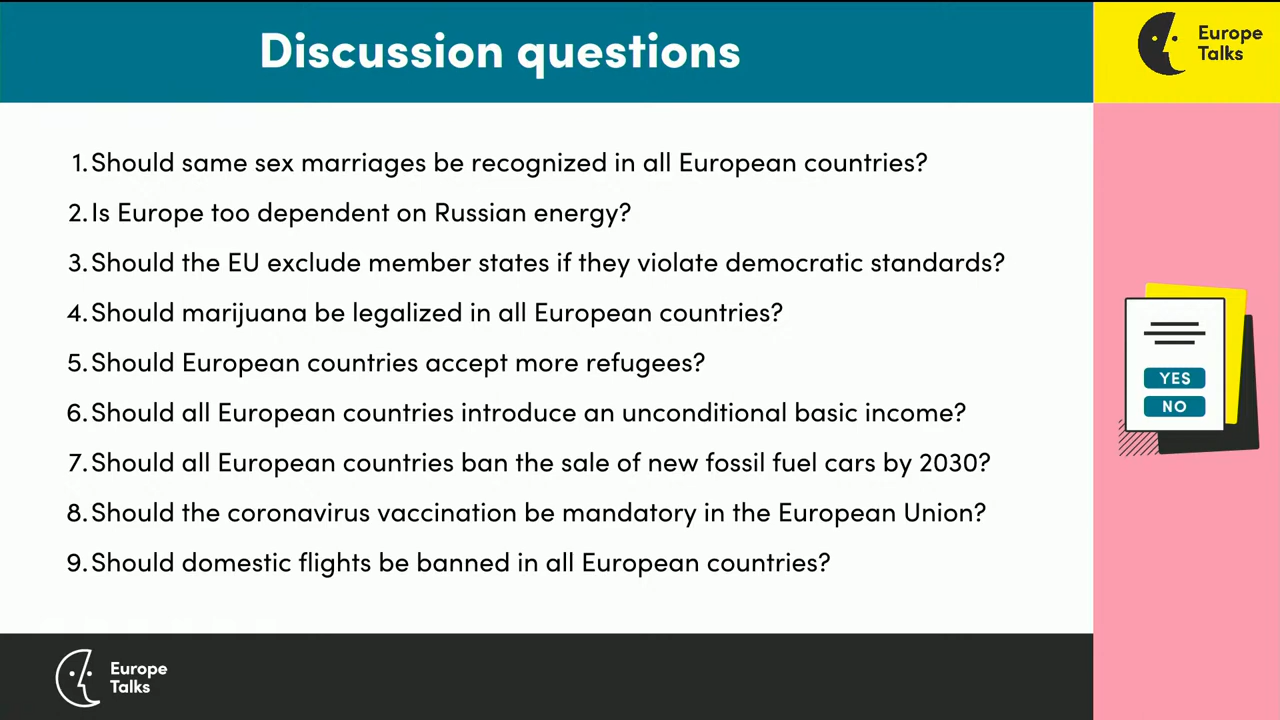 Discussion questions
Europe
Talks
1. Should same sex marriages be recognized in all European countries?
2. Is Europe too dependent on Russian energy?
3. Should the EU exclude member states if they violate democratic standards?
4. Should marijuana be legalized in all European countries?
5. Should European countries accept more refugees?
6. Should all European countries introduce an unconditional basic income?
7. Should all European countries ban the sale of new fossil fuel cars by 2030?
8. Should the coronavirus vaccination be mandatory in the European Union?
9. Should domestic flights be banned in all European countries?
YES
NO
Europe
Talks